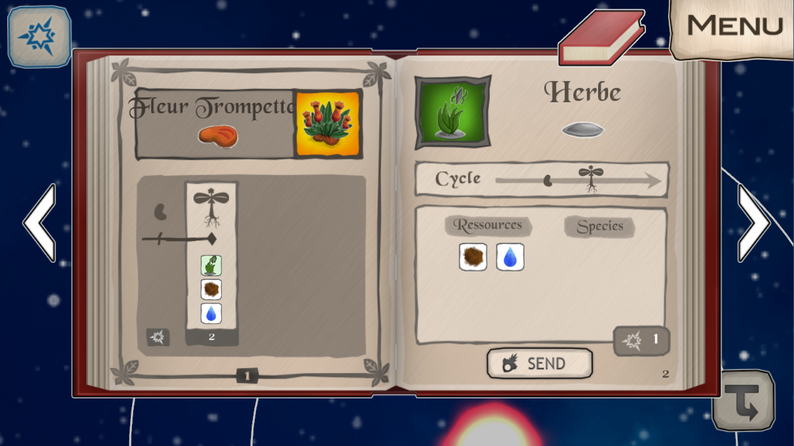 MENU
Fleur Trompette
2
1
Herbe
Cycle
Ressources Species
1
SEND
2